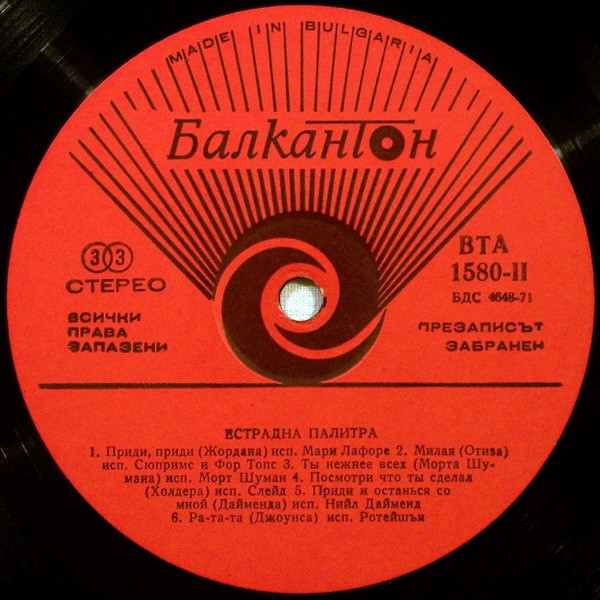 MADE IN BULGARIA
Балкантон
33
СТЕРЕО
ВСИЧКИ
ПРАВА
ЗАПАЗЕНИ
ВТА
1580-II
БДС 4648-71
ПРЕЗАПИСЪТ
ЗАБРАНЕН
ЕСТРАДНА ПАЛИТРА
1. Приди, приди (Жордана) исп. Мари Лафоре 2. Милая (Отиза)
исп. Сюпримс и Фор Топс 3. Ты нежнее всех (Морта Шу-
мана) исп. Морт Шуман 4. Посмотри что ты сделал
(Холдера) исп. Слейд 5. Приди и останься со
мной (Дайменда) исп. Нийл Дайменд
6. Ра-та-та (Джоунса) исп. Ротейшъм